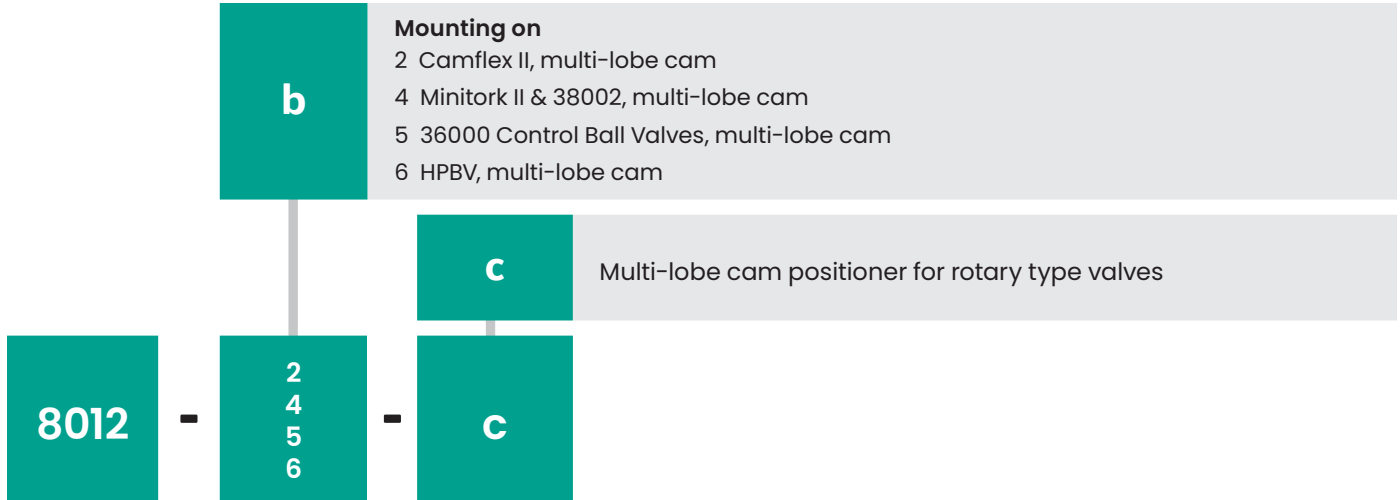 b
Mounting on
2 Camflex II, multi-lobe cam
4 Minitork II & 38002, multi-lobe cam
5 36000 Control Ball Valves, multi-lobe cam
6 HPBV, multi-lobe cam
c
Multi-lobe cam positioner for rotary type valves
8012 - 2 - c
4
5
6